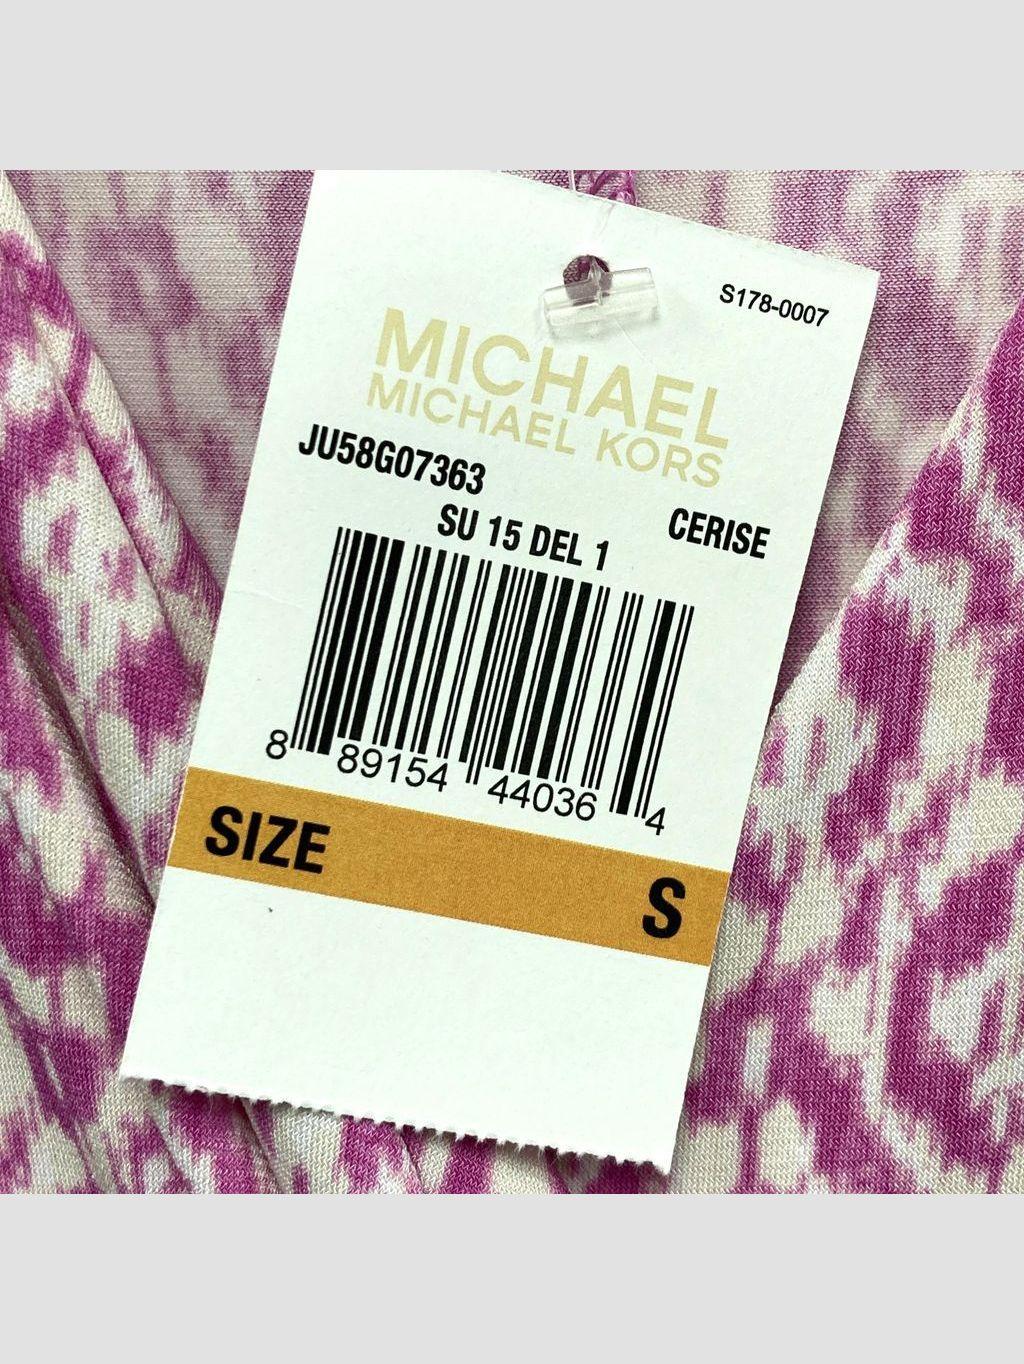 S178-0007
MICHAEL
MICHAEL KORS
JU58G07363
CERISE
SU 15 DEL 1
8 89154 44036 4
SIZE S